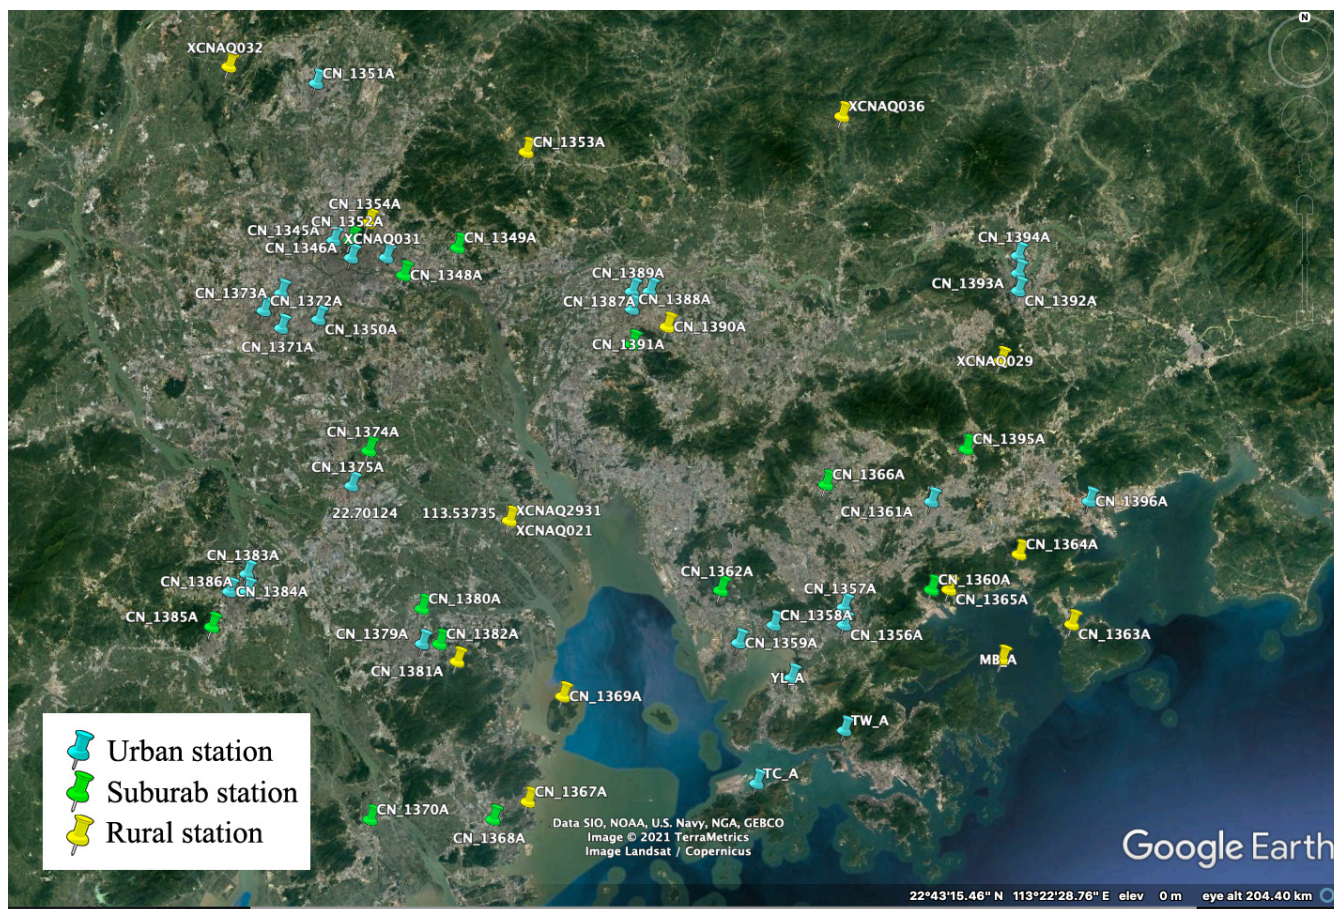 N
XCNAQ032
CN_1351A
XCNAQ036
CN_1353A
CN_1354A
CN_1352A
CN_1345A
XCNAQ031
CN_1349A
CN_1394A
CN_1346A
CN_1348A
CN_1389A
CN_1393A
CN_1373A
CN_1372A
CN_1387A
CN_1388A
CN_1392A
CN_1350A
CN_1390A
CN_1371A
CN_1391A
XCNAQ029
CN_1374A
CN_1395A
CN_1375A
CN_1366A
22.70124
113.53735
XCNAQ2931
CN_1361A
CN_1396A
XCNAQ021
CN_1364A
CN_1383A
CN_1362A
CN_1360A
CN_1386A
CN_1384A
CN_1357A
CN_1365A
CN_1385A
CN_1380A
CN_1358A
CN_1379A
CN_1382A
CN_1359A
CN_1356A
CN_1363A
CN_1381A
MB_A
YL_A
CN_1369A
TW_A
Urban station
Suburab station
Rural station
TC_A
CN_1367A
CN_1370A
CN_1368A
Data SIO, NOAA, U.S. Navy, NGA, GEBCO
Image © 2021 TerraMetrics
Image Landsat / Copernicus
Google Earth
22°43'15.46" N 113°22'28.76" E elev 0 m eye alt 204.40 km